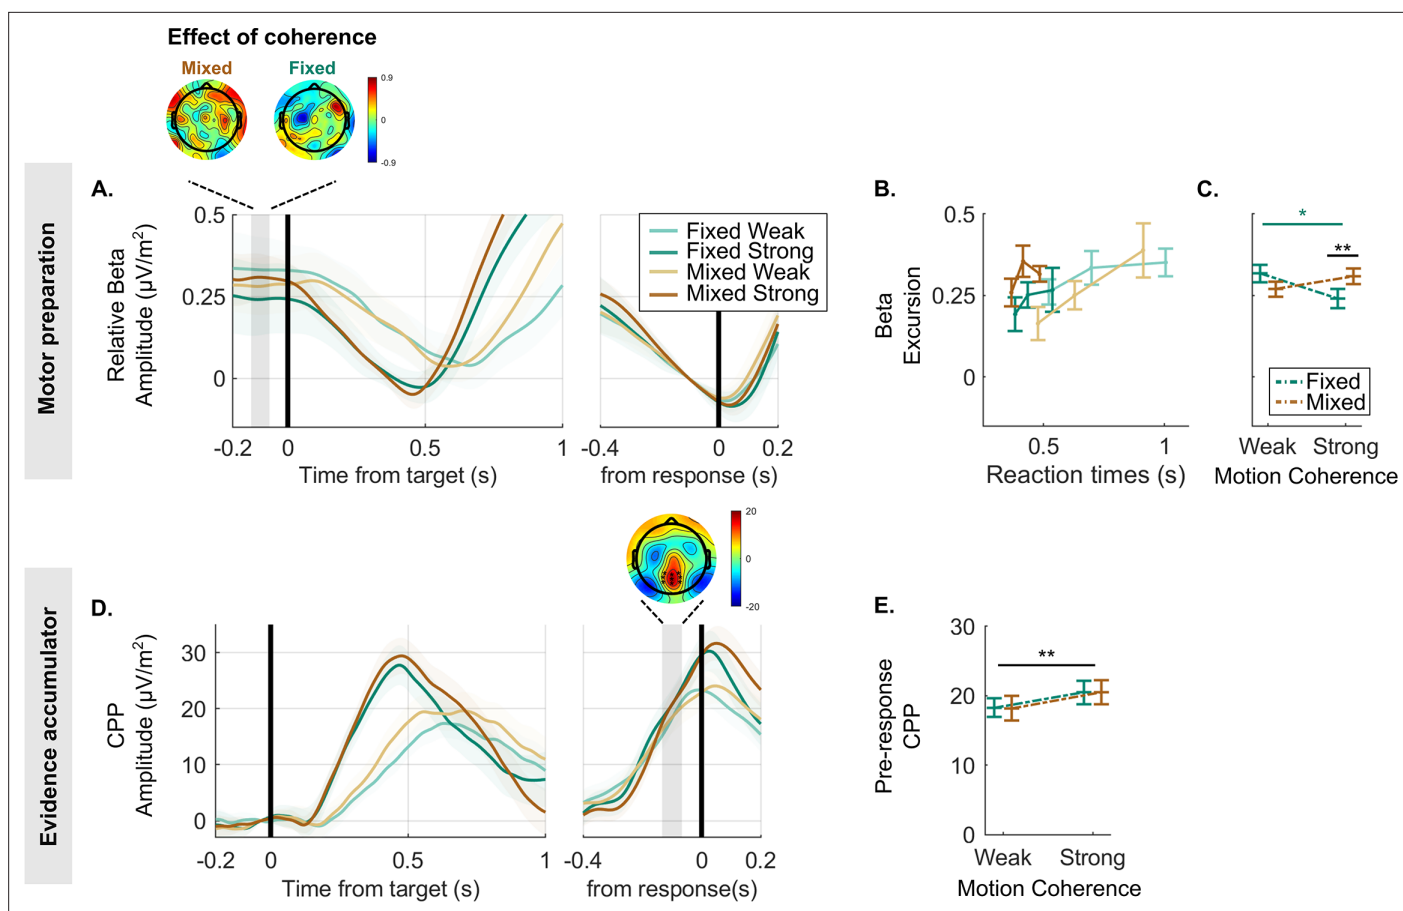 Effect of coherence
Mixed
Fixed
0.9
0
-0.9
Motor preparation
A.
Relative Beta
Amplitude (µV/m²)
0.5
0.25
0
-0.2
0
0.5
1
Time from target (s)
Fixed Weak
Fixed Strong
Mixed Weak
Mixed Strong
-0.4
0
0.2
from response (s)
B.
Beta
Excursion
0.5
0.25
0
0.5
1
Reaction times (s)
C.
*
**
Fixed
Mixed
Weak
Strong
Motion Coherence
Evidence accumulator
D.
CPP
Amplitude (µV/m²)
30
20
10
0
-0.2
0
0.5
1
Time from target (s)
20
0
-20
-0.4
0
0.2
from response(s)
E.
Pre-response
CPP
30
20
10
0
**
Weak
Strong
Motion Coherence